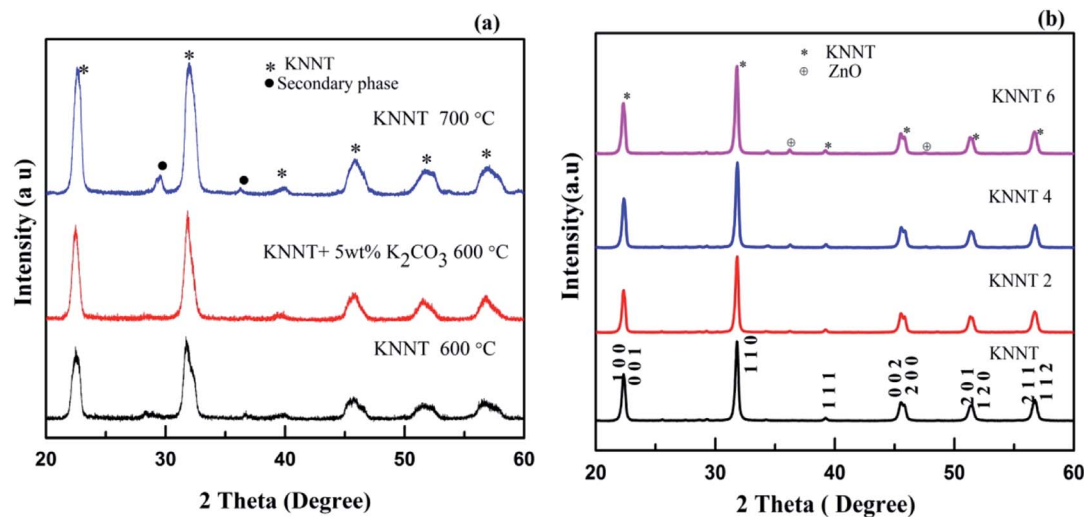 (a)
* KNNT
● Secondary phase
KNNT 700 °C
KNNT+ 5wt% K2CO3 600 °C
KNNT 600 °C
Intensity (a u)
20 30 40 50 60
2 Theta (Degree)
(b)
* KNNT
⊕ ZnO
KNNT 6
KNNT 4
KNNT 2
KNNT
1 0 0
0 0 1
1 1 0
1 1 1
0 0 2
2 0 0
2 0 1
1 2 0
2 1 1
1 1 2
Intensity(a.u)
20 30 40 50 60
2 Theta ( Degree)